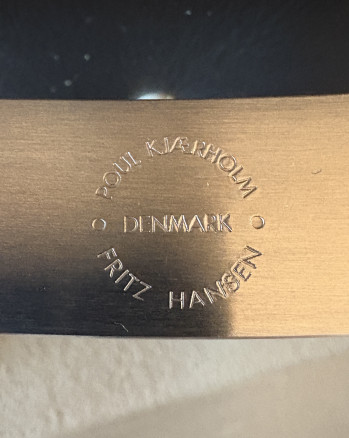 POUL KJÆRHOLM
DENMARK
FRITZ HANSEN